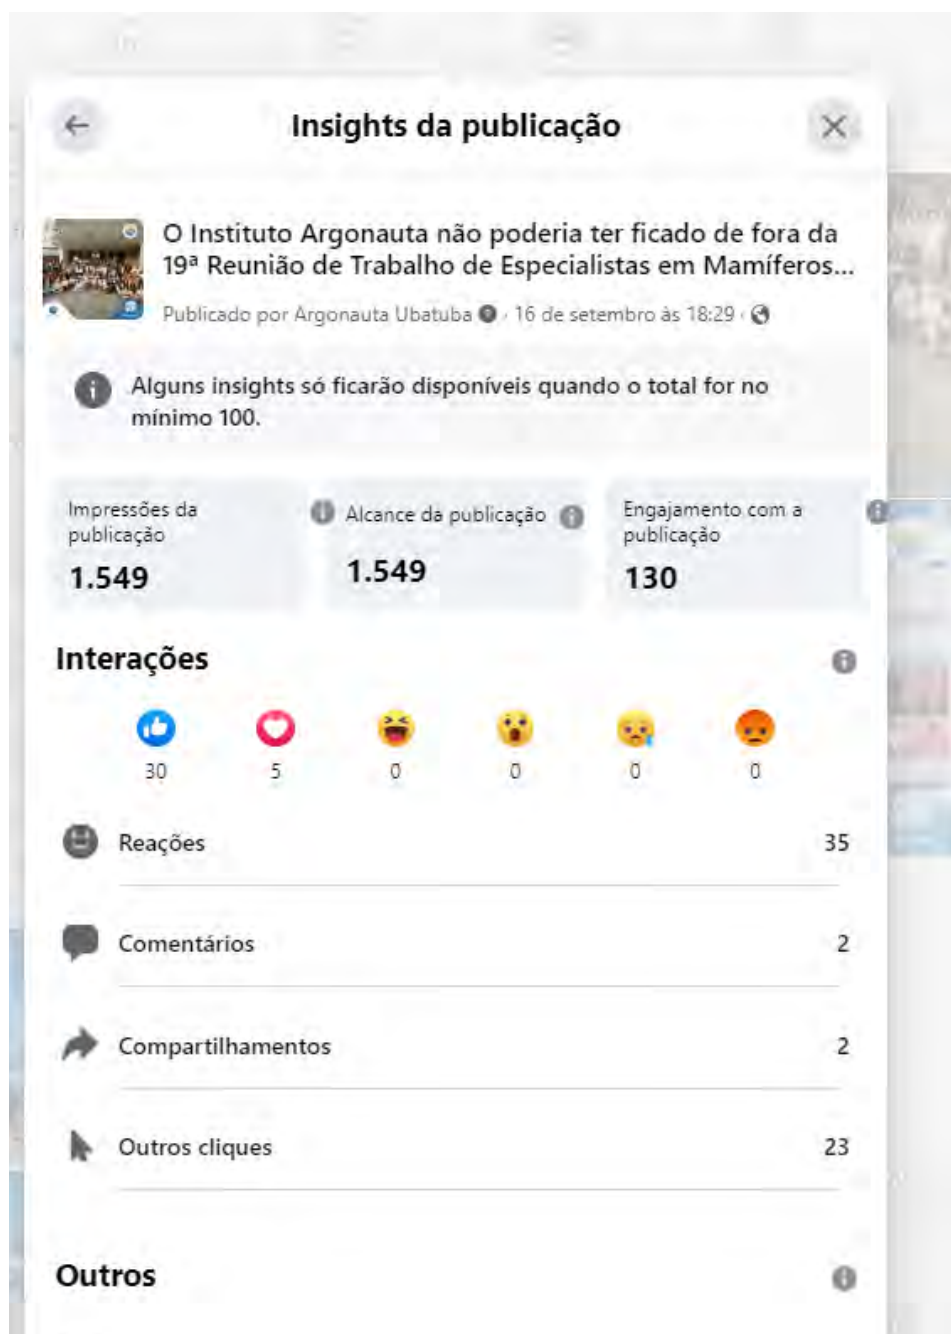 Insights da publicação
O Instituto Argonauta não poderia ter ficado de fora da
19ª Reunião de Trabalho de Especialistas em Mamíferos...
Publicado por Argonauta Ubatuba · 16 de setembro às 18:29 ·
Alguns insights só ficarão disponíveis quando o total for no
mínimo 100.
Impressões da
publicação
1.549
Alcance da publicação
1.549
Engajamento com a
publicação
130
Interações
30 5 0 0 0 0
Reações 35
Comentários 2
Compartilhamentos 2
Outros cliques 23
Outros